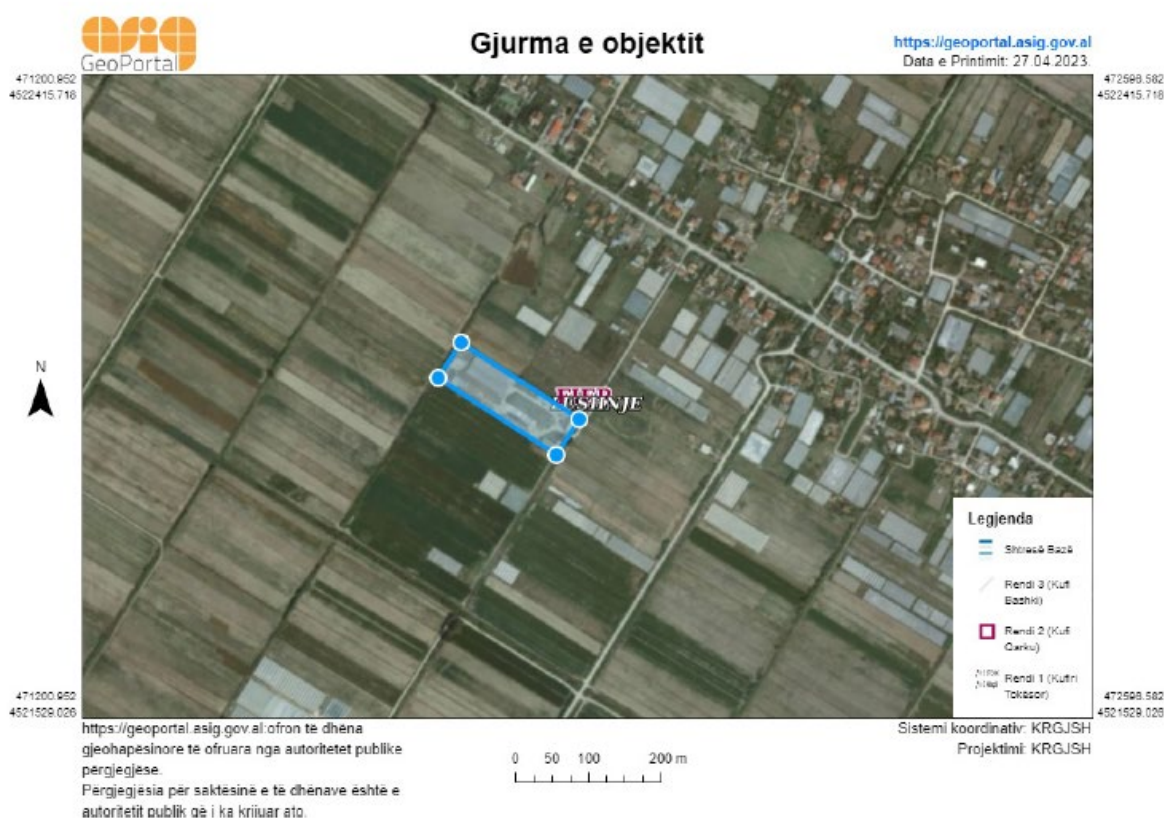 asig
GeoPortal
Gjurma e objektit
https://geoportal.asig.gov.al
Data e Printimit: 27.04.2023.
471200.952
4522415.718
472598.582
4522415.718
N
LUSHNJE
Legjenda
Shtresë Bazë
Rendi 3 (Kufi
Bashki)
Rendi 2 (Kufi
Qarku)
Rendi 1 (Kufiri
Tokësor)
471200.952
4521529.026
472598.582
4521529.026
https://geoportal.asig.gov.al:ofron të dhëna
gjeohapësinore të ofruara nga autoritetet publike
përgjegjëse.
Përgjegjësia për saktësinë e të dhënave është e
autoritetit publik që i ka krijuar ato.
0 50 100 200 m
Sistemi koordinativ: KRGJSH
Projektimi: KRGJSH